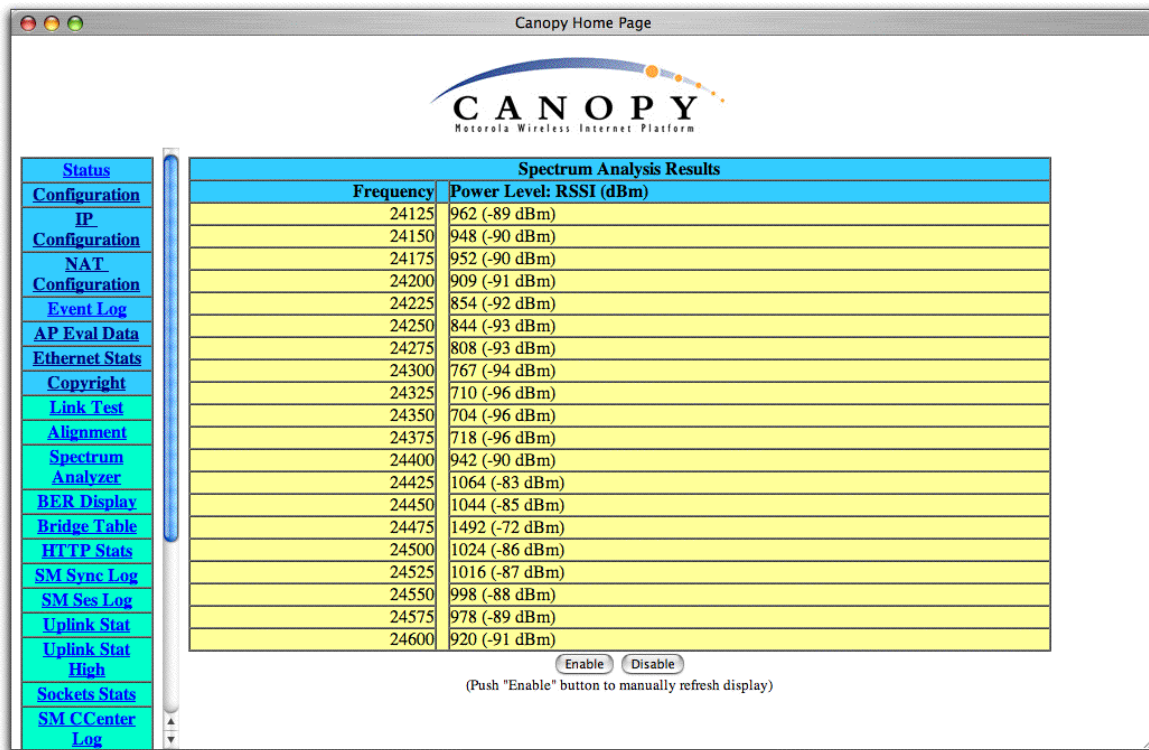 Canopy Home Page
CANOPY
Motorola Wireless Internet Platform
Status
Configuration
IP
Configuration
NAT
Configuration
Event Log
AP Eval Data
Ethernet Stats
Copyright
Link Test
Alignment
Spectrum
Analyzer
BER Display
Bridge Table
HTTP Stats
SM Sync Log
SM Ses Log
Uplink Stat
Uplink Stat
High
Sockets Stats
SM CCenter
Log
Spectrum Analysis Results
Frequency Power Level: RSSI (dBm)
24125 962 (-89 dBm)
24150 948 (-90 dBm)
24175 952 (-90 dBm)
24200 909 (-91 dBm)
24225 854 (-92 dBm)
24250 844 (-93 dBm)
24275 808 (-93 dBm)
24300 767 (-94 dBm)
24325 710 (-96 dBm)
24350 704 (-96 dBm)
24375 718 (-96 dBm)
24400 942 (-90 dBm)
24425 1064 (-83 dBm)
24450 1044 (-85 dBm)
24475 1492 (-72 dBm)
24500 1024 (-86 dBm)
24525 1016 (-87 dBm)
24550 998 (-88 dBm)
24575 978 (-89 dBm)
24600 920 (-91 dBm)
Enable Disable
(Push "Enable" button to manually refresh display)